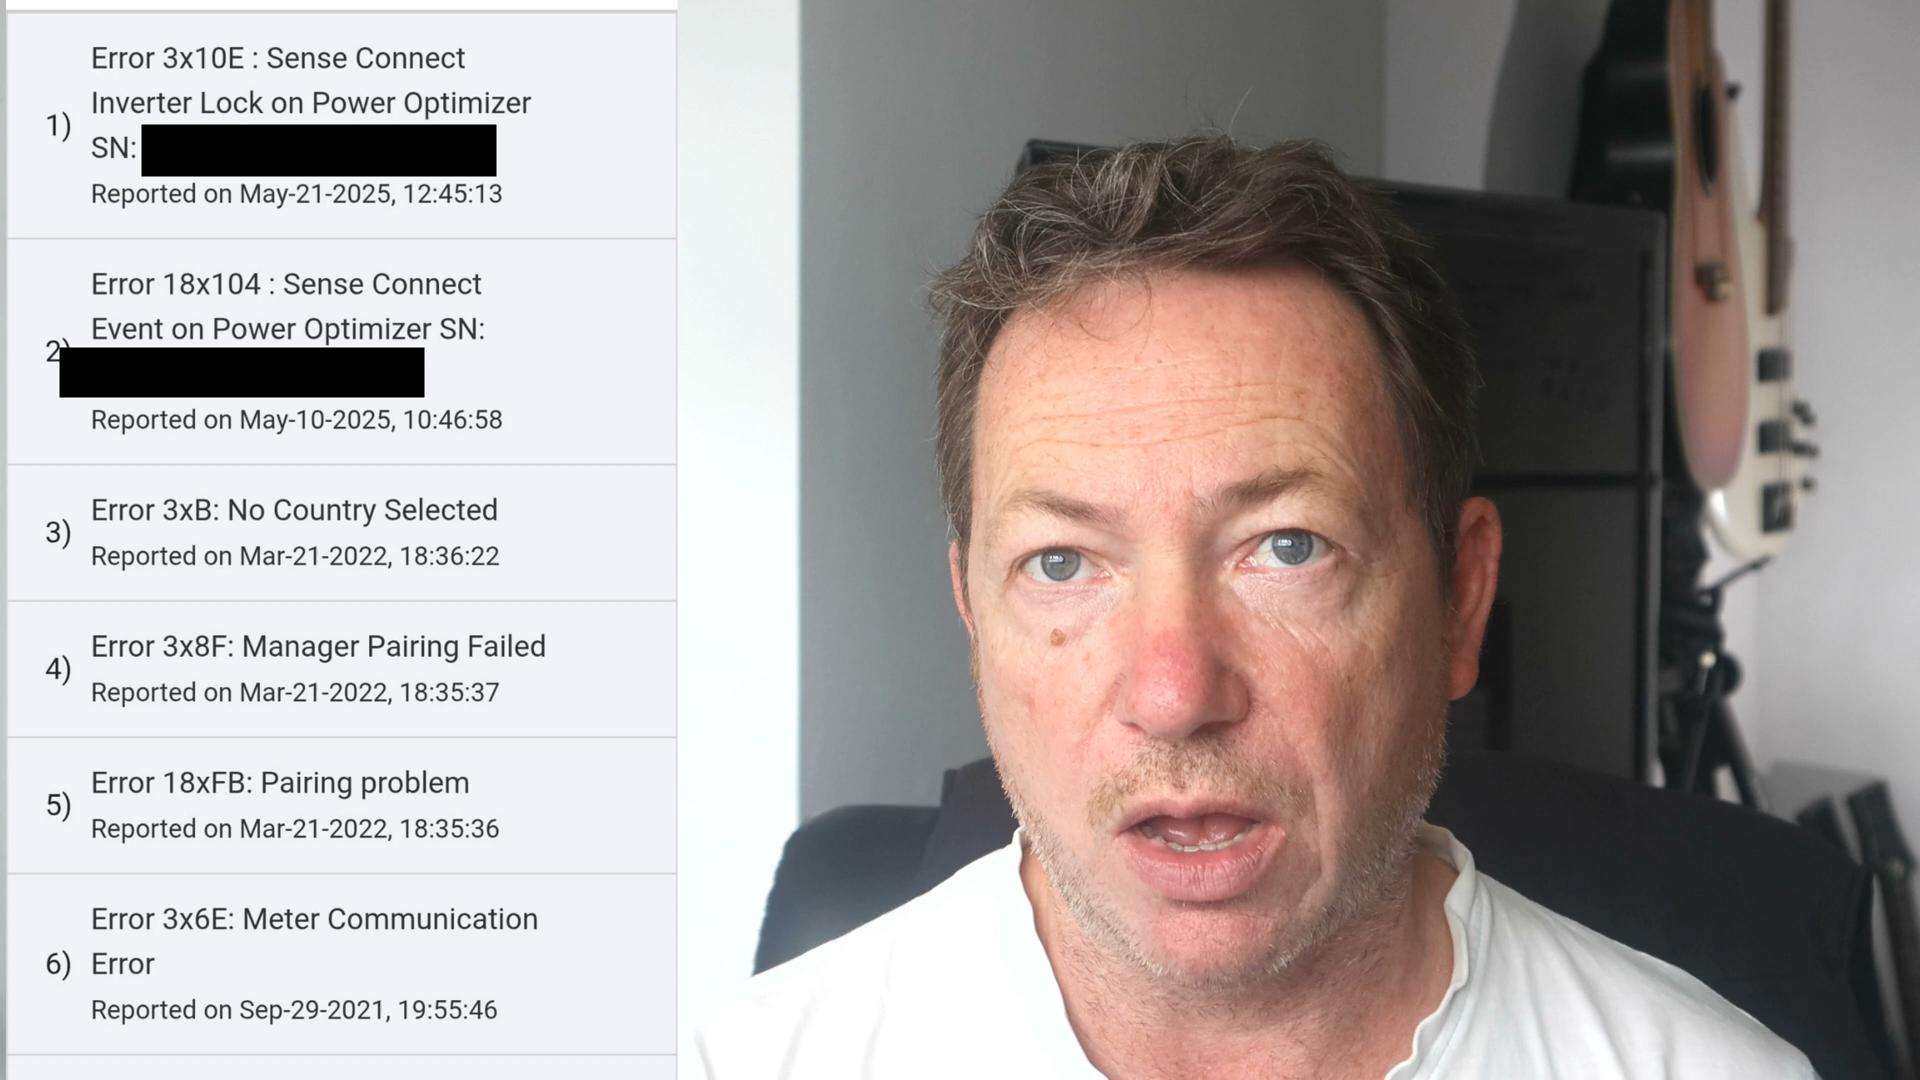 1)
Error 3x10E : Sense Connect
Inverter Lock on Power Optimizer
SN:
Reported on May-21-2025, 12:45:13
2)
Error 18x104 : Sense Connect
Event on Power Optimizer SN:
Reported on May-10-2025, 10:46:58
3)
Error 3xB: No Country Selected
Reported on Mar-21-2022, 18:36:22
4)
Error 3x8F: Manager Pairing Failed
Reported on Mar-21-2022, 18:35:37
5)
Error 18xFB: Pairing problem
Reported on Mar-21-2022, 18:35:36
6)
Error 3x6E: Meter Communication
Error
Reported on Sep-29-2021, 19:55:46